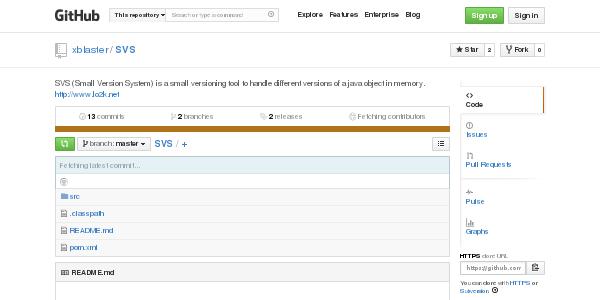 GitHub This repository Search or type a command Explore Features Enterprise Blog Sign up Sign in
xblaster / SVS Star 2 Fork 0
SVS (Small Version System) is a small versioning tool to handle different versions of a java object in memory.
http://www.lo2k.net
13 commits 2 branches 2 releases Fetching contributors
branch: master SVS / +
Fetching latest commit...
src
.classpath
README.md
pom.xml
README.md
Code
Issues
Pull Requests
Pulse
Graphs
HTTPS clone URL
https://github.com
You can clone with HTTPS or
Subversion